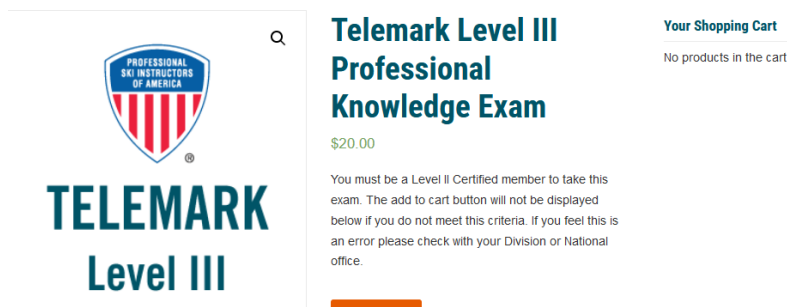 PROFESSIONAL
SKI INSTRUCTORS
OF AMERICA
®
TELEMARK
Level III
Telemark Level III
Professional
Knowledge Exam
$20.00
You must be a Level II Certified member to take this
exam. The add to cart button will not be displayed
below if you do not meet this criteria. If you feel this is
an error please check with your Division or National
office.
Your Shopping Cart
No products in the cart